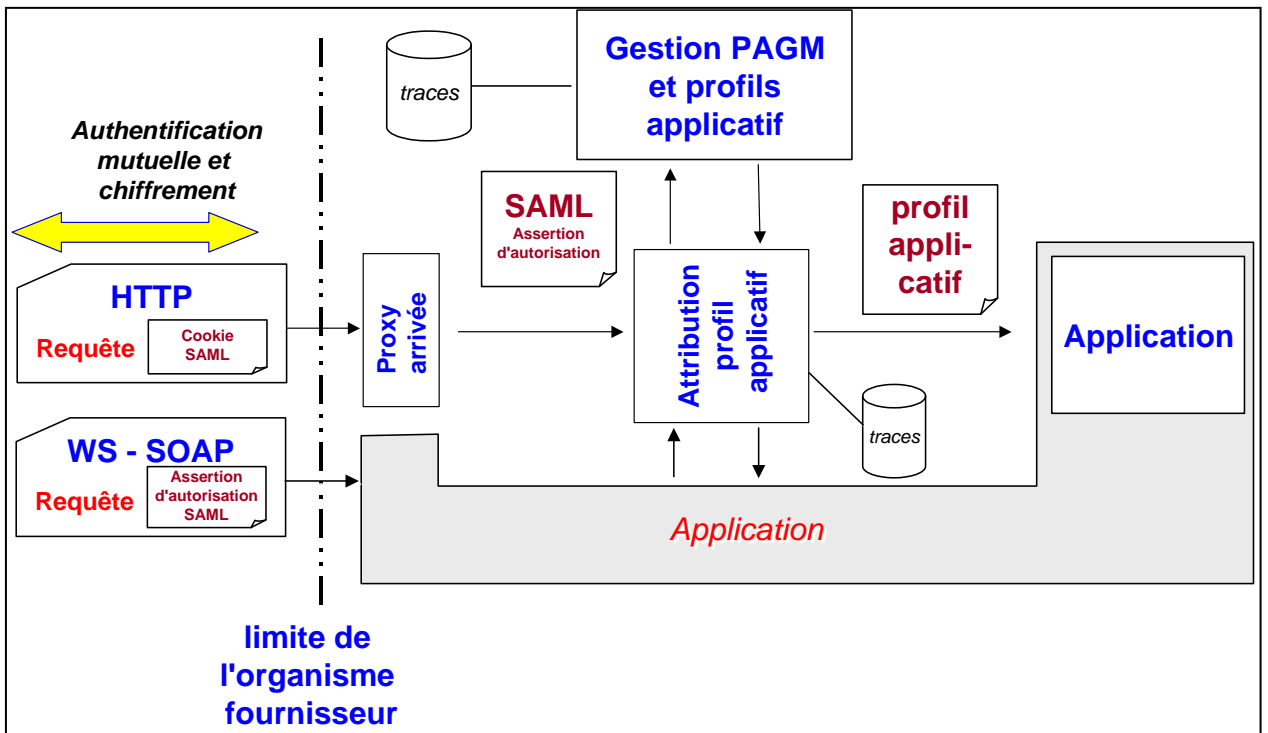 Gestion PAGM
et profils
applicatif
traces
Authentification
mutuelle et
chiffrement
SAML
Assertion
d'autorisation
profil
appli-
catif
HTTP
Requête
Cookie
SAML
Proxy
arrivée
Attribution
profil
applicatif
Application
traces
WS - SOAP
Requête
Assertion
d'autorisation
SAML
Application
limite de
l'organisme
fournisseur